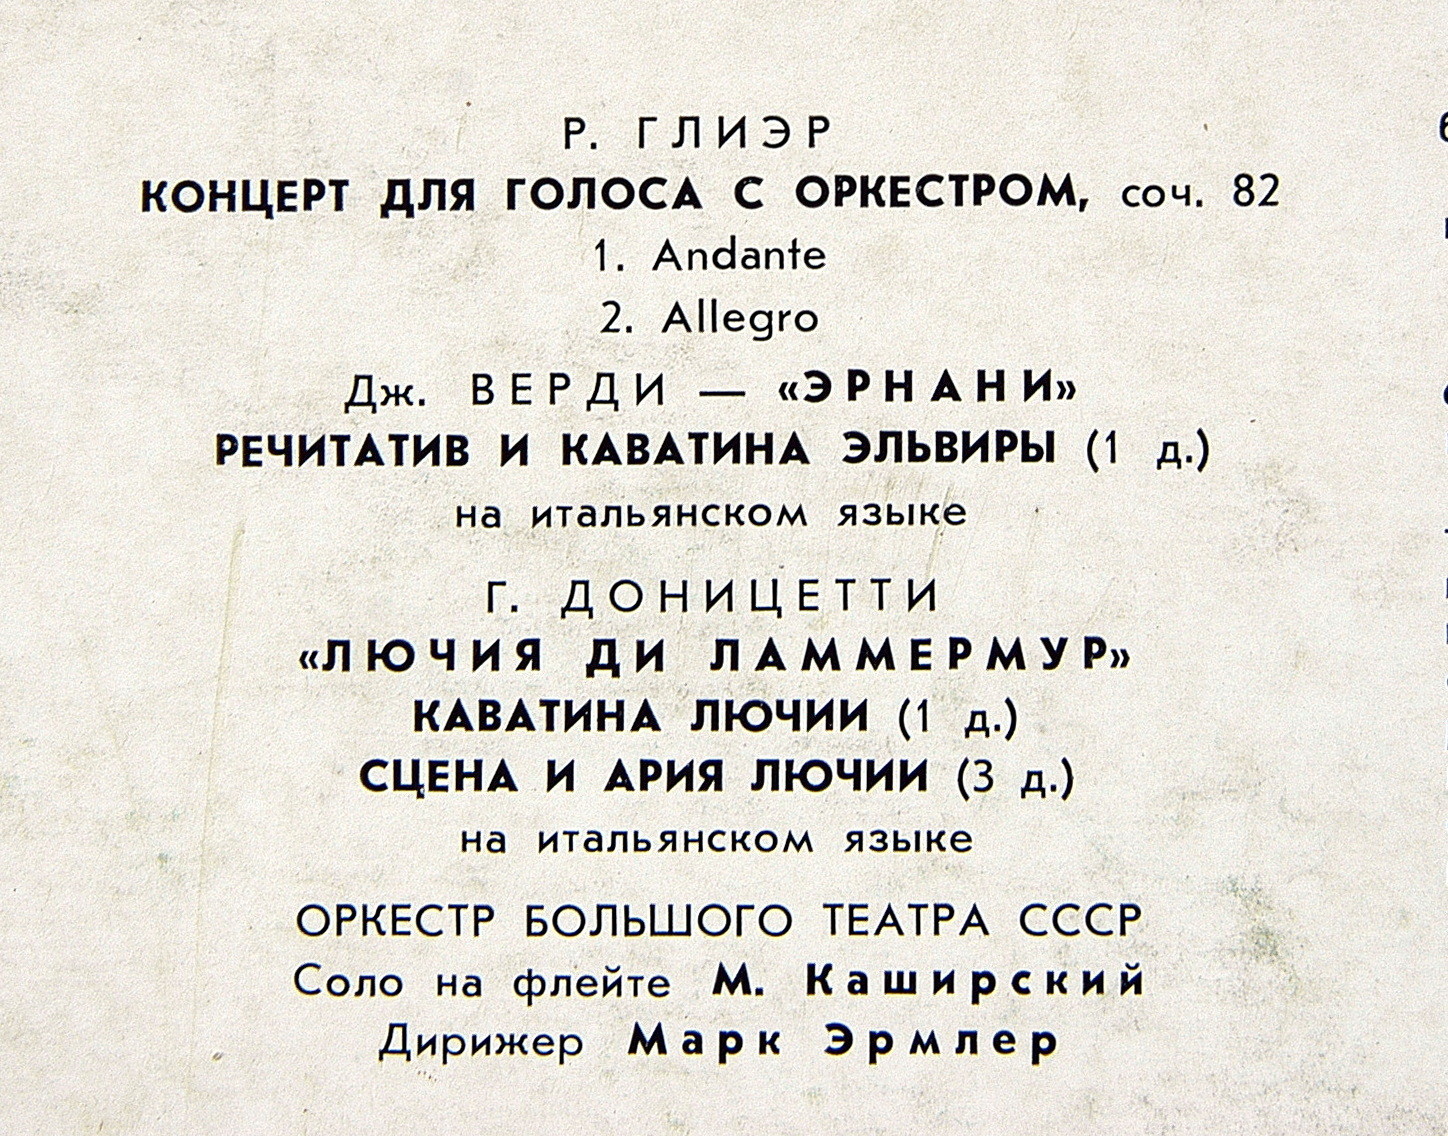 Р. ГЛИЭР
КОНЦЕРТ ДЛЯ ГОЛОСА С ОРКЕСТРОМ, соч. 82
1. Andante
2. Allegro
Дж. ВЕРДИ — «ЭРНАНИ»
РЕЧИТАТИВ И КАВАТИНА ЭЛЬВИРЫ (1 д.)
на итальянском языке
Г. ДОНИЦЕТТИ
«ЛЮЧИЯ ДИ ЛАММЕРМУР»
КАВАТИНА ЛЮЧИИ (1 д.)
СЦЕНА И АРИЯ ЛЮЧИИ (3 д.)
на итальянском языке
ОРКЕСТР БОЛЬШОГО ТЕАТРА СССР
Соло на флейте М. Каширский
Дирижер Марк Эрмлер